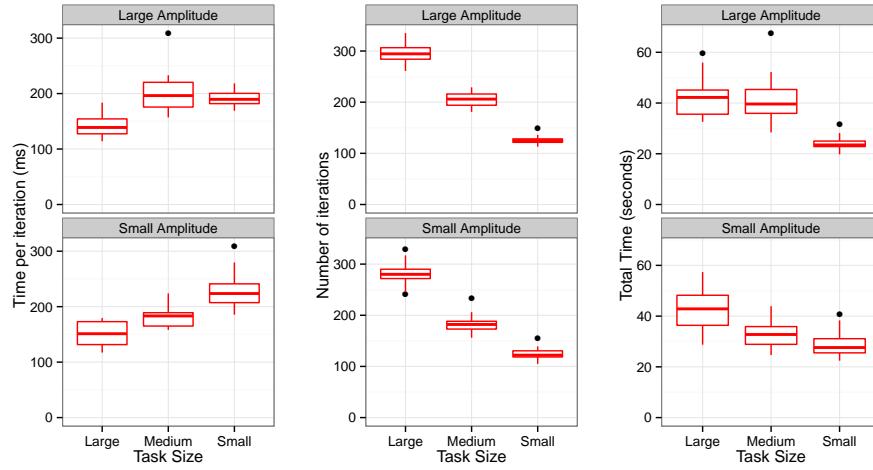 Large Amplitude
Large Amplitude
Large Amplitude
300
200
100
0
300
200
100
0
60
40
20
0
Small Amplitude
Small Amplitude
Small Amplitude
300
200
100
0
300
200
100
0
60
40
20
0
Time per iteration (ms)
Number of iterations
Total Time (seconds)
Large Medium Small
Large Medium Small
Large Medium Small
Task Size
Task Size
Task Size